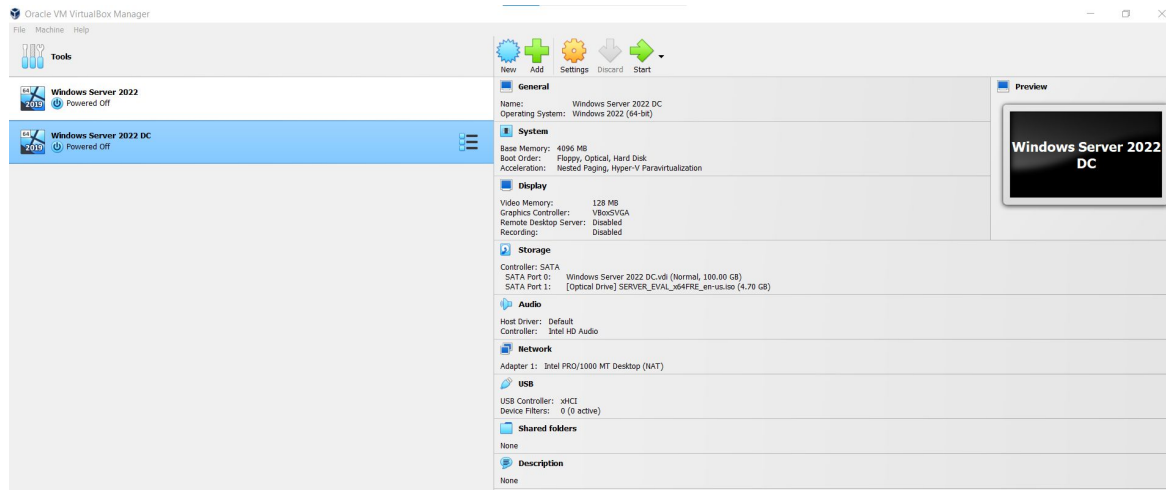 Oracle VM VirtualBox Manager
File Machine Help
Tools
New Add Settings Discard Start
64 2019 Windows Server 2022
Powered Off
64 2019 Windows Server 2022 DC
Powered Off
General
Name: Windows Server 2022 DC
Operating System: Windows 2022 (64-bit)
System
Base Memory: 4096 MB
Boot Order: Floppy, Optical, Hard Disk
Acceleration: Nested Paging, Hyper-V Paravirtualization
Display
Video Memory: 128 MB
Graphics Controller: VBoxSVGA
Remote Desktop Server: Disabled
Recording: Disabled
Storage
Controller: SATA
SATA Port 0: Windows Server 2022 DC.vdi (Normal, 100.00 GB)
SATA Port 1: [Optical Drive] SERVER_EVAL_x64FRE_en-us.iso (4.70 GB)
Audio
Host Driver: Default
Controller: Intel HD Audio
Network
Adapter 1: Intel PRO/1000 MT Desktop (NAT)
USB
USB Controller: xHCI
Device Filters: 0 (0 active)
Shared folders
None
Description
None
Preview
Windows Server 2022
DC